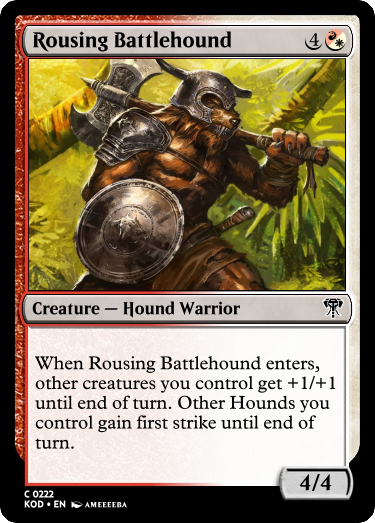 Rousing Battlehound 4
Creature — Hound Warrior
When Rousing Battlehound enters,
other creatures you control get +1/+1
until end of turn. Other Hounds you
control gain first strike until end of
turn.
4/4
C 0222
KOD • EN AMEEEBA